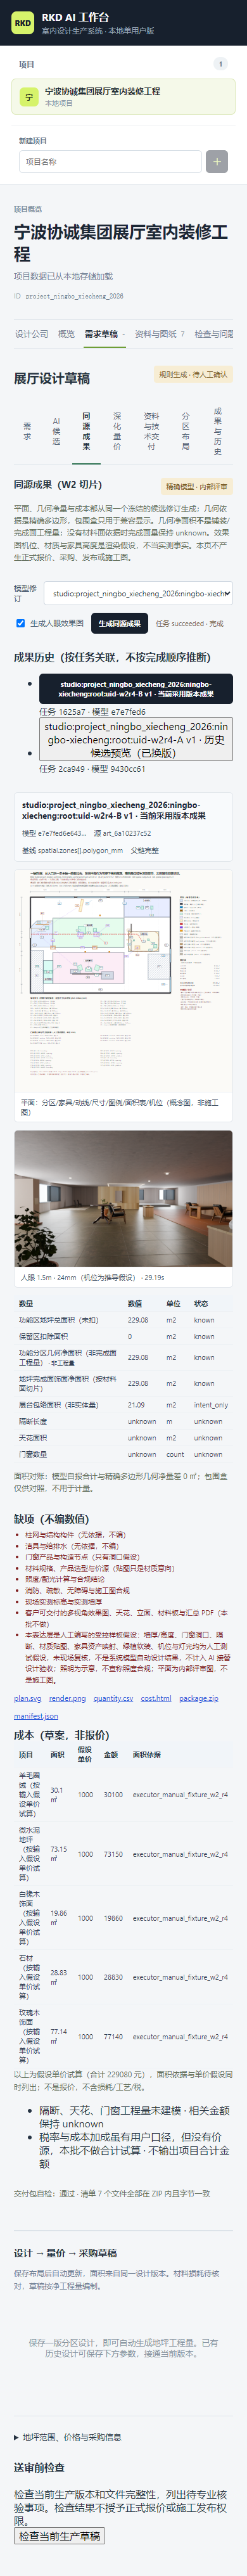 RKD
RKD AI 工作台
室内设计生产系统 · 本地单用户版
项目
1
宁
宁波协诚集团展厅室内装修工程
本地项目
新建项目
项目名称
+
项目概览
宁波协诚集团展厅室内装修工
程
项目数据已从本地存储加载
ID project_ningbo_xiecheng_2026
设计公司 概览 需求草稿 资料与图纸 7 检查与问题
展厅设计草稿
规则生成 · 待人工确认
需
求
AI
候
选
同
源
成
果
深
化
量
价
资料
与技
术交
付
分
区
布
局
成
果
与
历
史
同源成果（W2 切片）
精确模型 · 内部评审
平面、几何净量与成本都从同一个冻结的候选修订生成；几何依
据是精确多边形，包围盒只用于兼容显示。几何净面积不是铺装/
完成面工程量；没有材料面依据时完成面量保持 unknown。效果
图机位、材质与家具高度是渲染假设，不当实测事实。本页不产
生正式报价、采购、发布或施工图。
模型修
订
studio:project_ningbo_xiecheng_2026:ningbo-xiecheng
生成人眼效果图
生成同源成果
任务 succeeded · 完成
成果历史（按任务关联，不按完成顺序推断）
studio:project_ningbo_xiecheng_2026:ningbo-
xiecheng:root:uid-w2r4-B v1 · 当前采用版本成果
任务 1625a7 · 模型 e7e7fed6
studio:project_ningbo_xiecheng_2026:nin
gbo-xiecheng:root:uid-w2r4-A v1 · 历史
候选预览（已换版）
任务 2ca949 · 模型 9430cc61
studio:project_ningbo_xiecheng_2026:ningbo-
xiecheng:root:uid-w2r4-B v1 · 当前采用版本成果
模型 e7e7fed6e643… 源 art_6a10237c52
基线 spatial.zones[].polygon_mm 父链完整
平面：分区/家具/动线/尺寸/图例/面积表/机位（概念图，非施工
图）
人眼 1.5m · 24mm（机位为推导假设） · 29.19s
数量 数值 单位 状态
功能区地坪总面积（未扣） 229.08 m2 known
保留区扣除面积 0 m2 known
功能分区几何净面积（非完成面
工程量） · 非工程量 229.08 m2 known
地坪完成面饰面净面积（按材料
面切片） 229.08 m2 known
展台包络面积（非实体量） 21.09 m2 intent_only
隔断长度 unknown m unknown
天花面积 unknown m2 unknown
门窗数量 unknown count unknown
面积对账：模型自报合计与精确多边形几何净量差 0 ㎡；包围盒
仅供对照，不用于计量。
缺项（不编数值）
柱网与结构构件（无依据，不编）
洁具与给排水（无依据，不编）
门窗产品与构造节点（只有洞口假设）
材料规格、产品选型与价源（贴图只是材质意向）
照度/配光计算与合规结论
消防、疏散、无障碍与施工图合规
现场实测标高与实测墙厚
客户可交付的多视角效果图、天花、立面、材料板与汇总 PDF（本
批不做）
本表达层是人工编写的受控样板假设：墙厚/高度、门窗洞口、隔
断、材质贴图、家具资产映射、绿植软装、机位与灯光均为人工测
试假设，未现场复核，不是系统模型自动设计结果，不计入 AI 接替
设计验收；照明为示意，不宣称照度合规；平面为内部评审图，不
是施工图。
plan.svg render.png quantity.csv cost.html package.zip
manifest.json
成本（草案，非报价）
项目 面积 假设
单价 金额 面积依据
羊毛圈
绒（按
输入假
设单价
试算） 30.1
㎡ 1000 30100 executor_manual_fixture_w2_r4
微水泥
地坪
（按输
入假设
单价试
算） 73.15
㎡ 1000 73150 executor_manual_fixture_w2_r4
白橡木
饰面
（按输
入假设
单价试
算） 19.86
㎡ 1000 19860 executor_manual_fixture_w2_r4
石材
（按输
入假设
单价试
算） 28.83
㎡ 1000 28830 executor_manual_fixture_w2_r4
玫瑰木
饰面
（按输
入假设
单价试
算） 77.14
㎡ 1000 77140 executor_manual_fixture_w2_r4
以上为假设单价试算（合计 229080 元），面积依据与单价假设同
时列出；不是报价，不含损耗/工艺/税。
隔断、天花、门窗工程量未建模 · 相关金额
保持 unknown
税率与成本加成虽有用户口径，但没有价
源，本批不做合计试算 · 不输出项目合计金
额
交付包自检：通过 · 清单 7 个文件全部在 ZIP 内且字节一致
设计 → 量价 → 采购草稿
保存布局后自动更新，面积来自同一设计版本。材料损耗待核
对，草稿按净工程量编制。
保存一版分区设计，即可自动生成地坪工程量。已有
历史设计可保存下方参数，接通当前版本。
▶ 地坪范围、价格与采购信息
送审前检查
检查当前生产版本和文件完整性，列出待专业核
验事项。检查结果不授予正式报价或施工发布权
限。
检查当前生产草稿